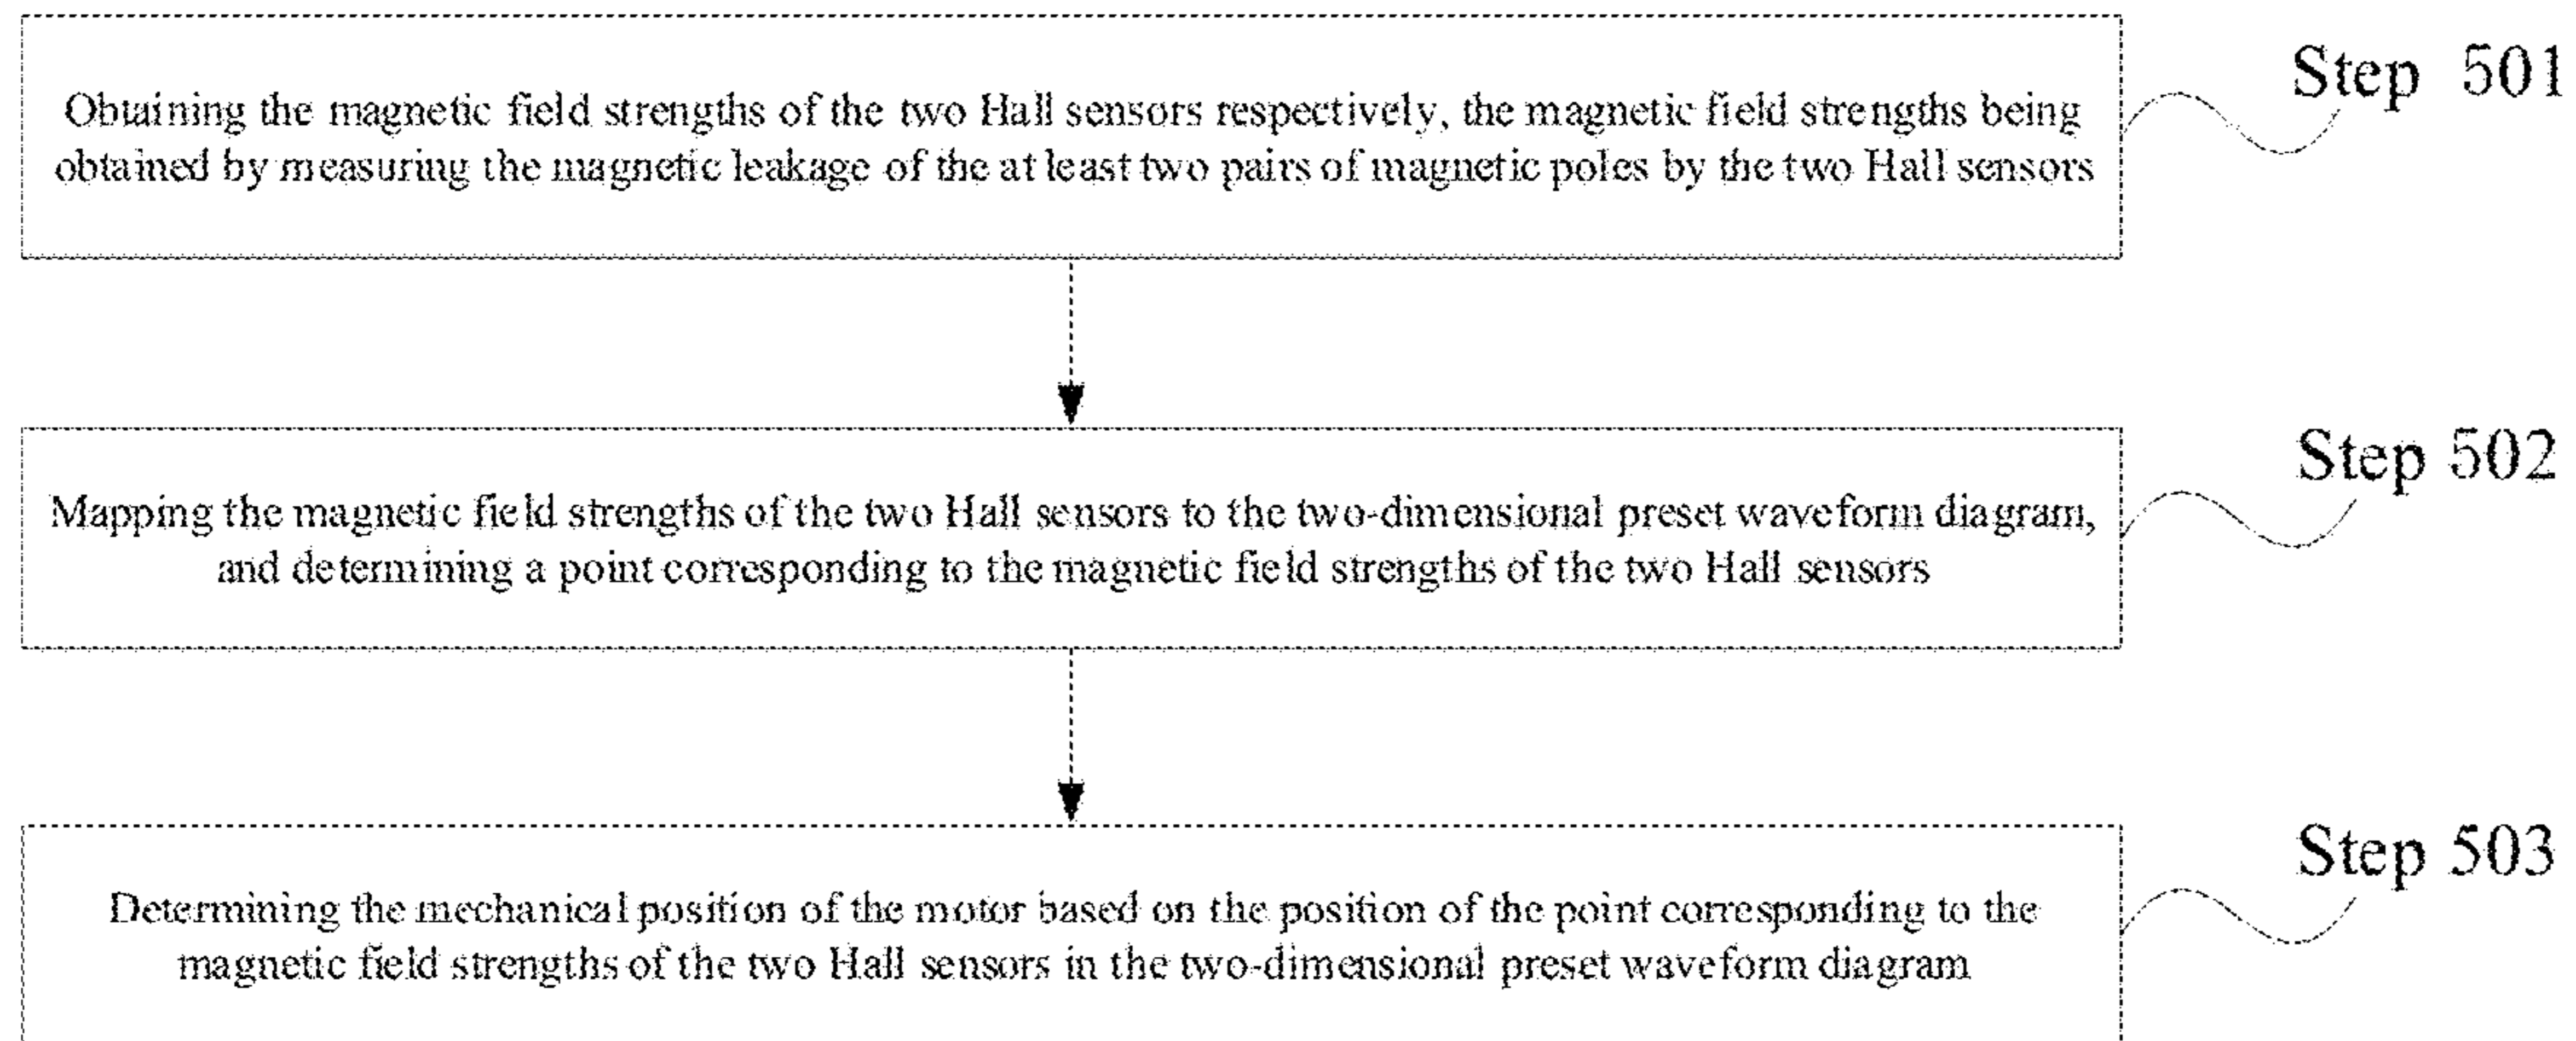 Step 501
Obtaining the magnetic field strengths of the two Hall sensors respectively, the magnetic field strengths being
obtained by measuring the magnetic leakage of the at least two pairs of magnetic poles by the two Hall sensors
Step 502
Mapping the magnetic field strengths of the two Hall sensors to the two-dimensional preset waveform diagram,
and determining a point corresponding to the magnetic field strengths of the two Hall sensors
Step 503
Determining the mechanical position of the motor based on the position of the point corresponding to the
magnetic field strengths of the two Hall sensors in the two-dimensional preset waveform diagram